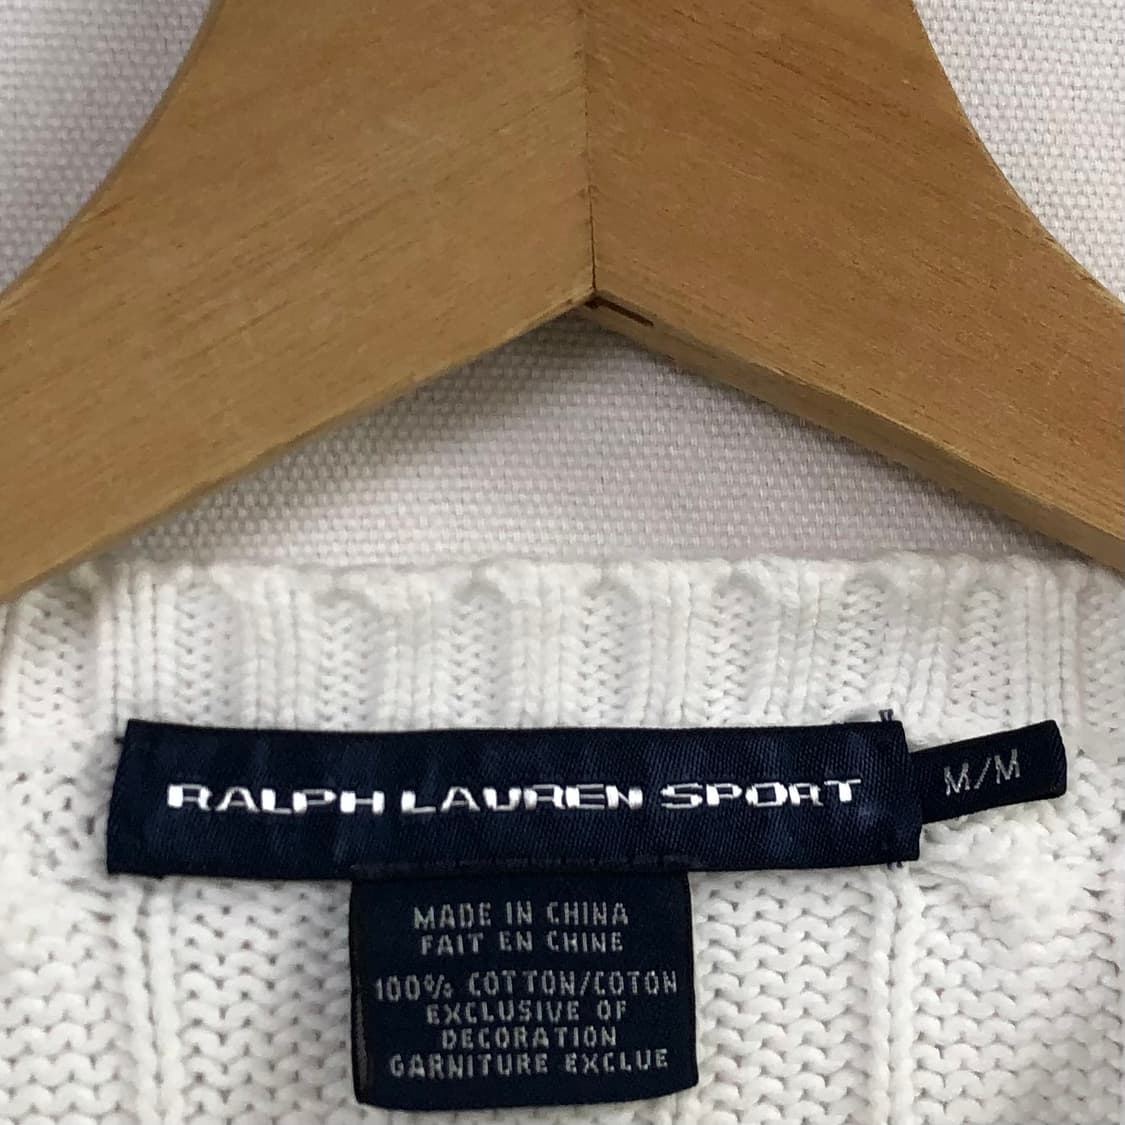 RALPH LAUREN SPORT
M/M
MADE IN CHINA
FAIT EN CHINE
100% COTTON/COTON
EXCLUSIVE OF
DECORATION
GARNITURE EXCLUE